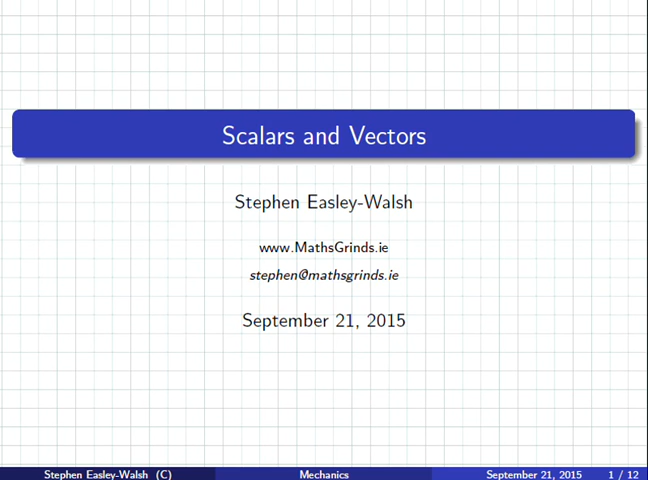 Scalars and Vectors
Stephen Easley-Walsh
www.MathsGrinds.ie
stephen@mathsgrinds.ie
September 21, 2015
Stephen Easley-Walsh (C) Mechanics September 21, 2015 1 / 12